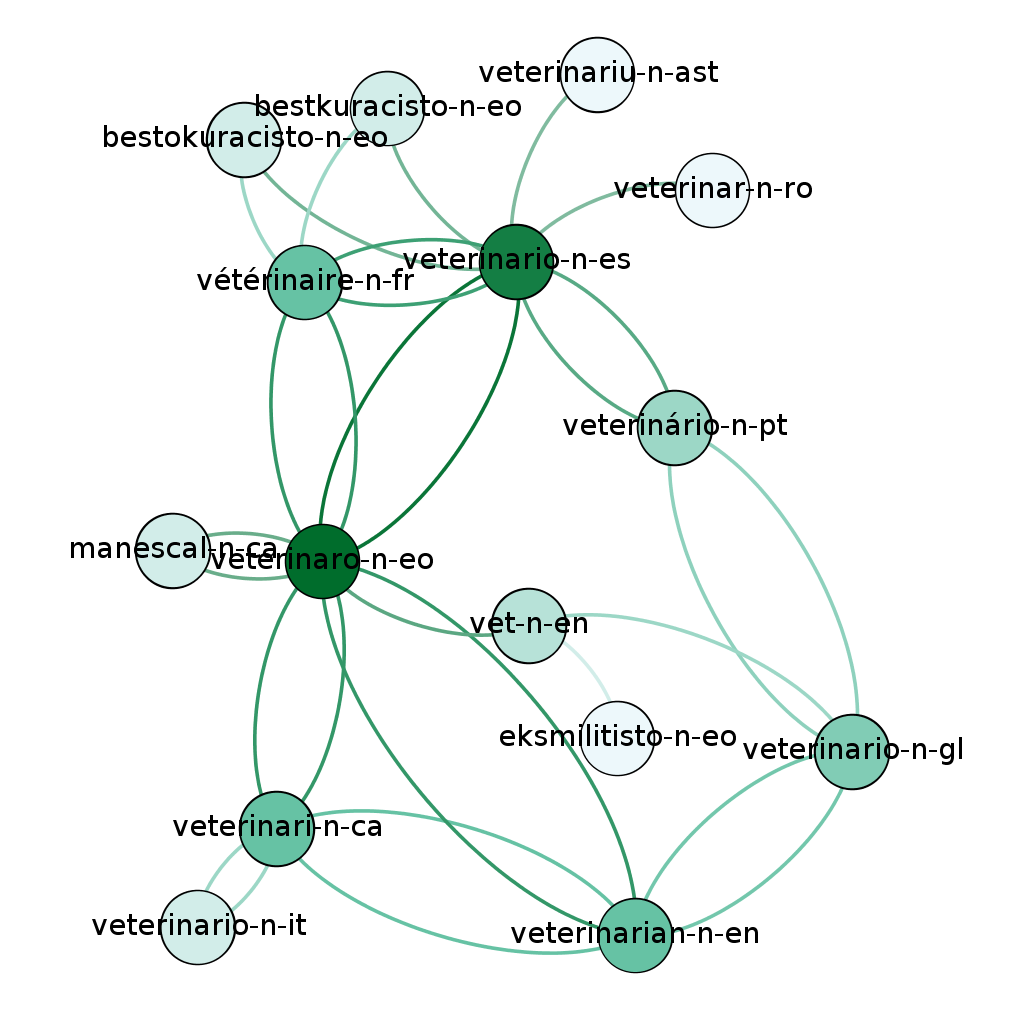 veterinariu-n-ast
bestkuracisto-n-eo
bestokuracisto-n-eo
veterinar-n-ro
veterinario-n-es
vétérinaire-n-fr
veterinário-n-pt
manescal-n-ca
veterinaro-n-eo
vet-n-en
eksmilitisto-n-eo
veterinario-n-gl
veterinari-n-ca
veterinario-n-it
veterinarian-n-en